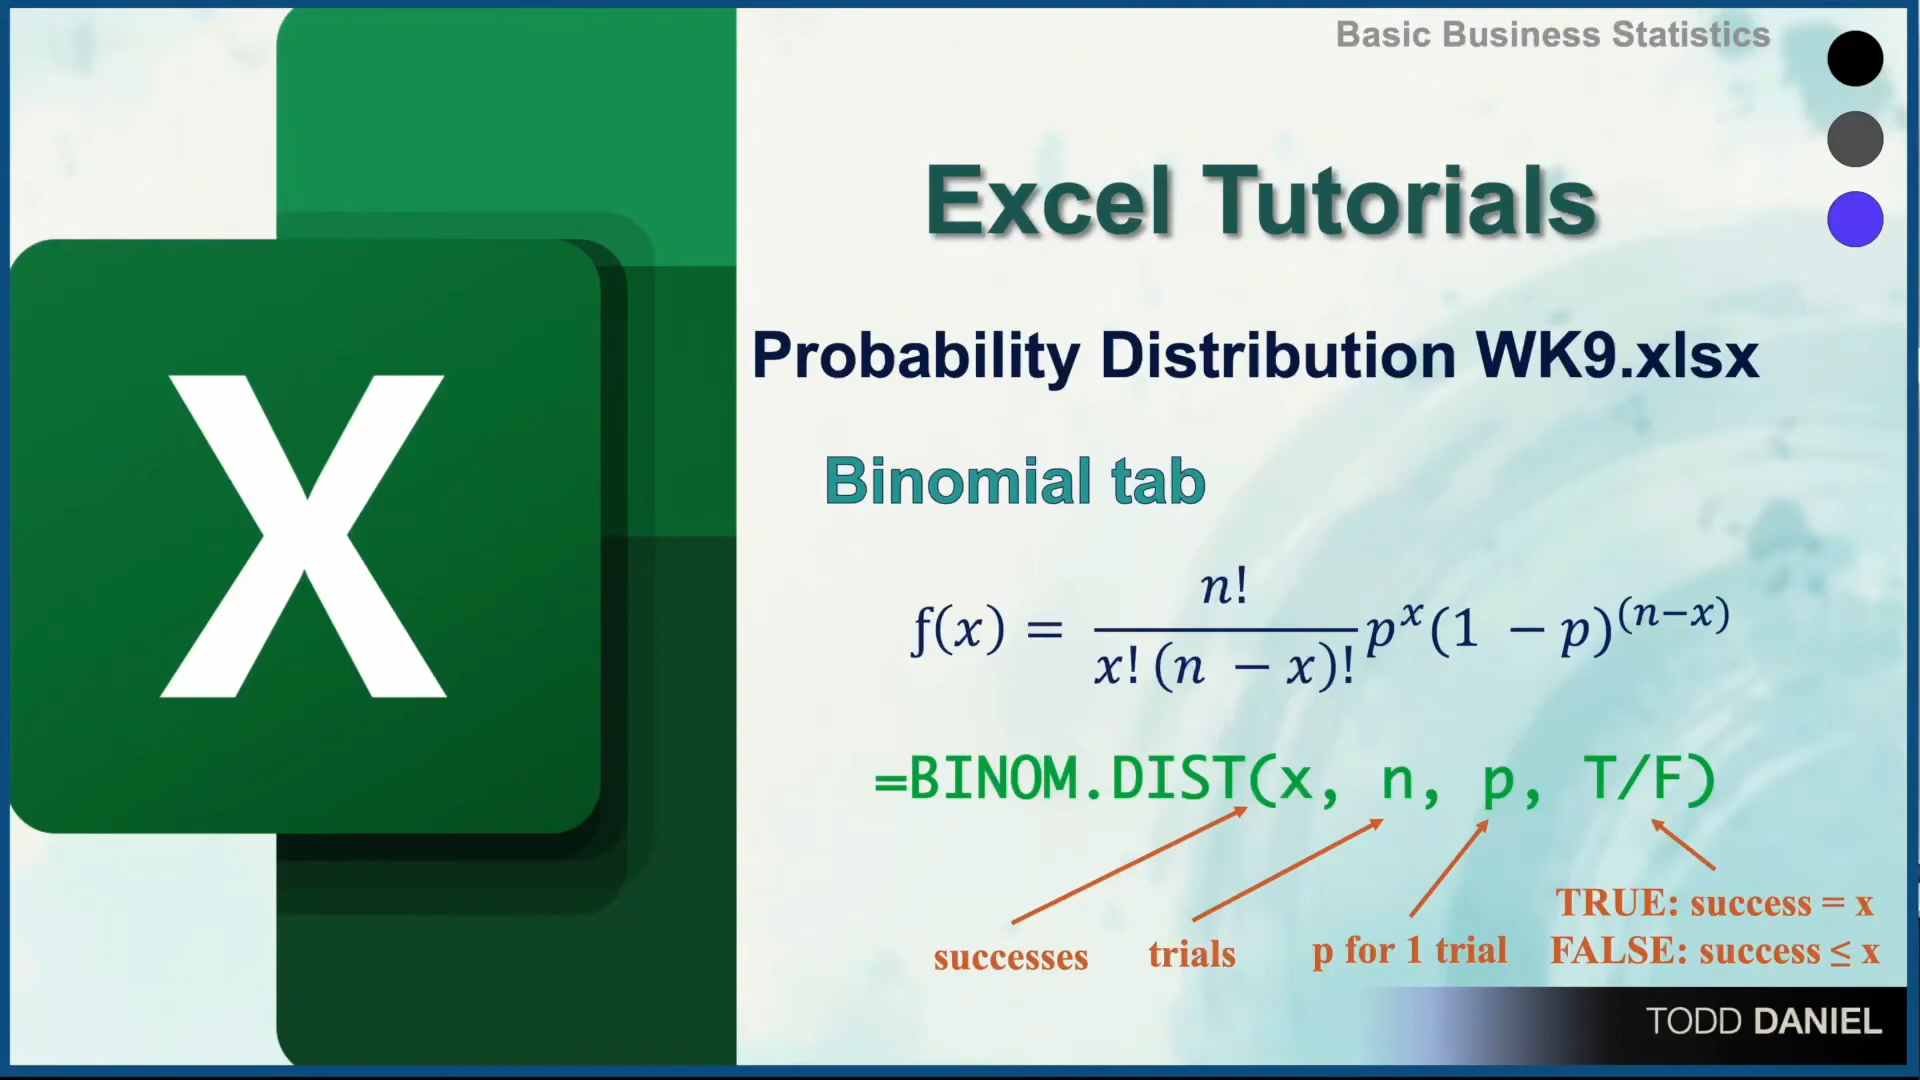 Basic Business Statistics
Excel Tutorials
Probability Distribution WK9.xlsx
X
Binomial tab
f(x) = n! / x! (n − x)! p^x (1 − p)^(n−x)
=BINOM.DIST(x, n, p, T/F)
successes
trials
p for 1 trial
TRUE: success = x
FALSE: success ≤ x
TODD DANIEL